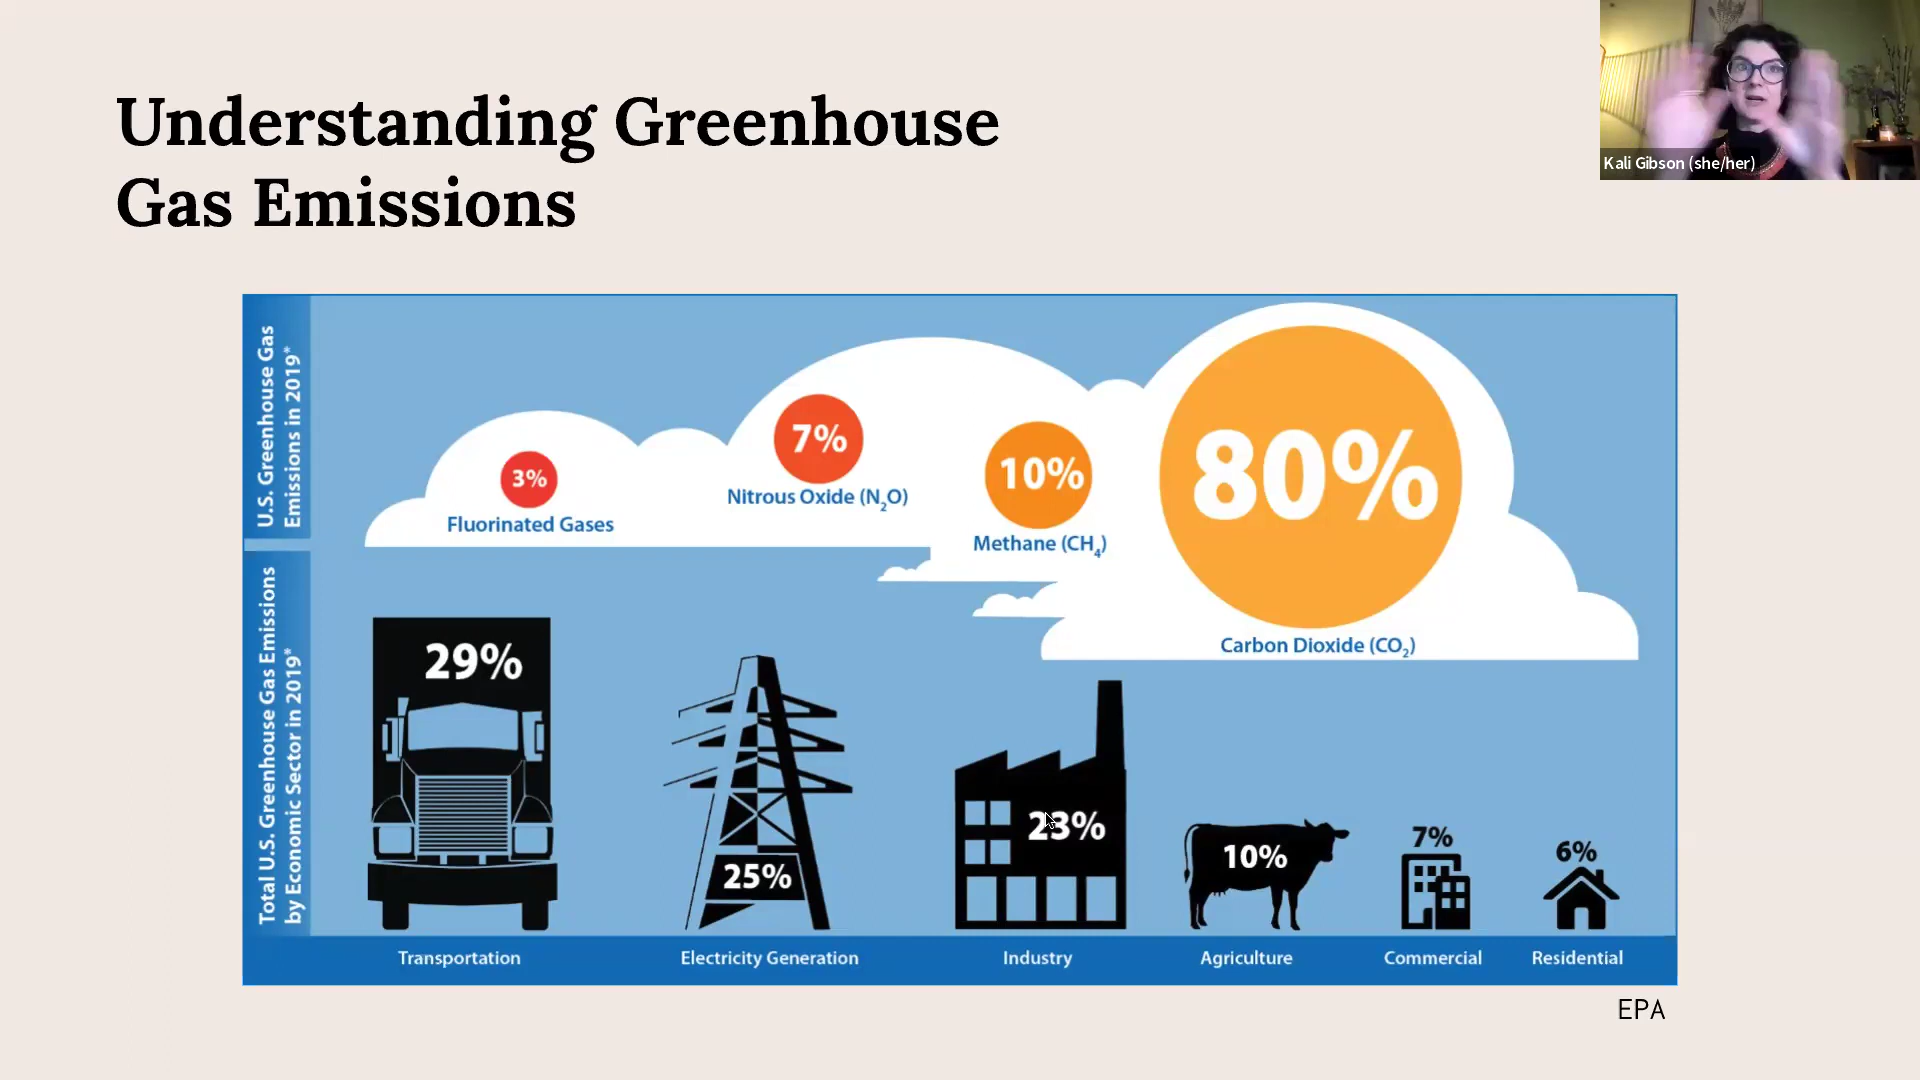 Understanding Greenhouse
Gas Emissions
Kali Gibson (she/her)
U.S. Greenhouse Gas
Emissions in 2019*
3%
Fluorinated Gases
7%
Nitrous Oxide (N₂O)
10%
Methane (CH₄)
80%
Carbon Dioxide (CO₂)
Total U.S. Greenhouse Gas Emissions
by Economic Sector in 2019*
29%
25%
23%
10%
7%
6%
Transportation
Electricity Generation
Industry
Agriculture
Commercial
Residential
EPA